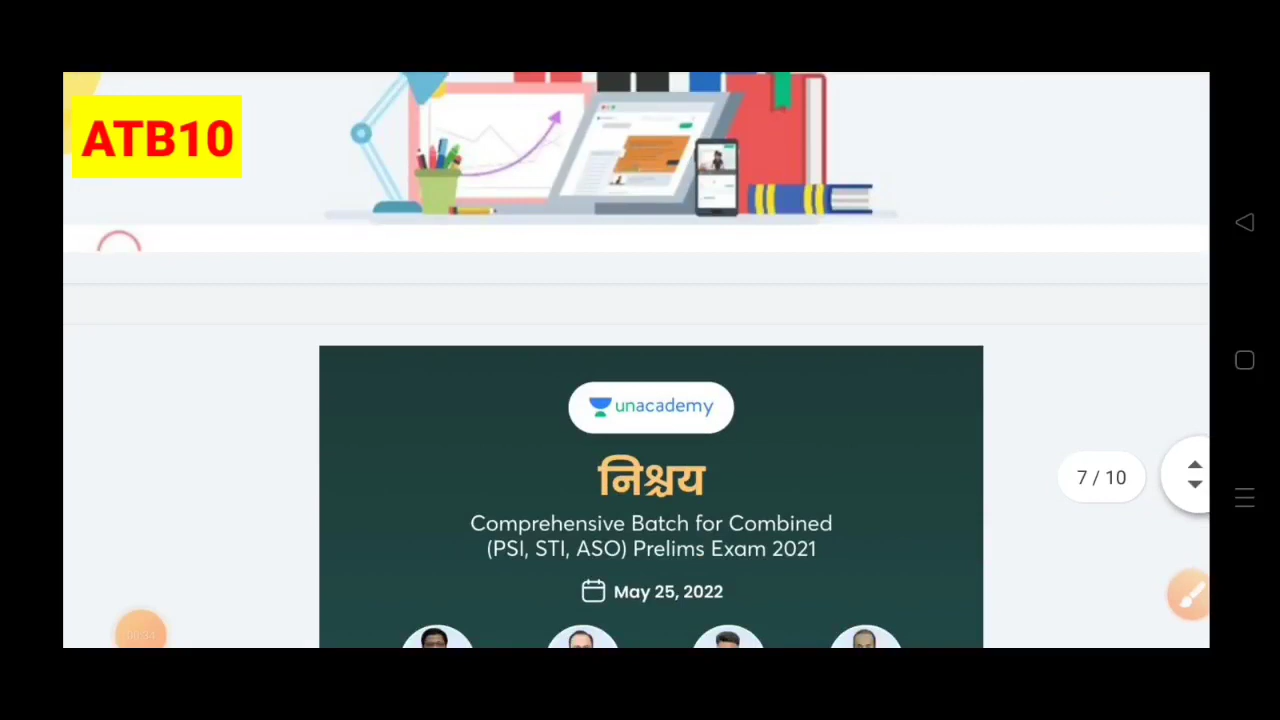 ATB10
unacademy
निश्चय
Comprehensive Batch for Combined
(PSI, STI, ASO) Prelims Exam 2021
May 25, 2022
7 / 10